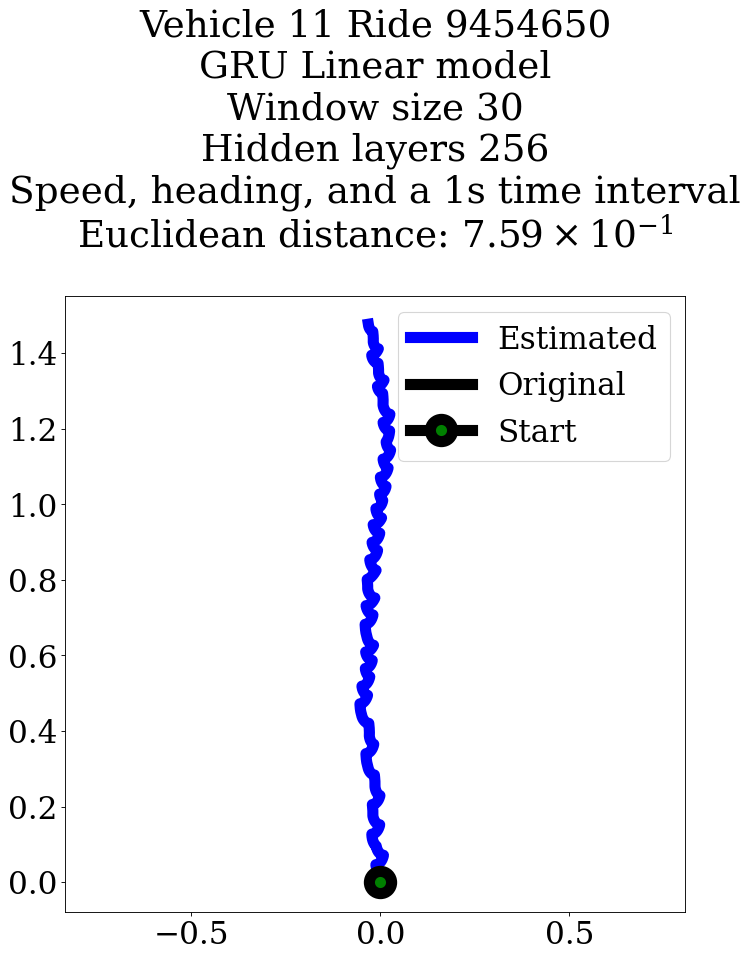 Vehicle 11 Ride 9454650
GRU Linear model
Window size 30
Hidden layers 256
Speed, heading, and a 1s time interval
Euclidean distance: 7.59 × 10⁻¹
Estimated
Original
Start
1.4
1.2
1.0
0.8
0.6
0.4
0.2
0.0
−0.5 0.0 0.5